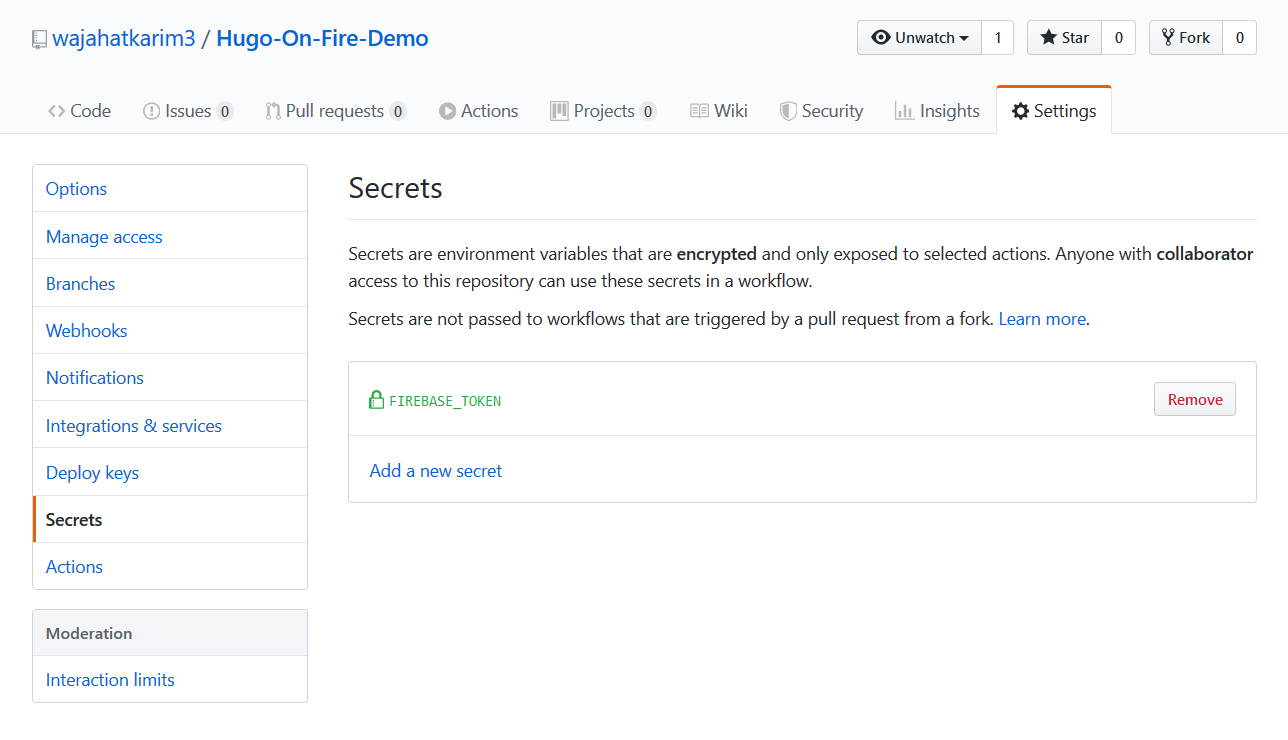 wajahatkarim3 / Hugo-On-Fire-Demo
Unwatch 1 Star 0 Fork 0
Code Issues 0 Pull requests 0 Actions Projects 0 Wiki Security Insights Settings
Options
Manage access
Branches
Webhooks
Notifications
Integrations & services
Deploy keys
Secrets
Actions
Moderation
Interaction limits
Secrets
Secrets are environment variables that are encrypted and only exposed to selected actions. Anyone with collaborator
access to this repository can use these secrets in a workflow.
Secrets are not passed to workflows that are triggered by a pull request from a fork. Learn more.
FIREBASE_TOKEN Remove
Add a new secret